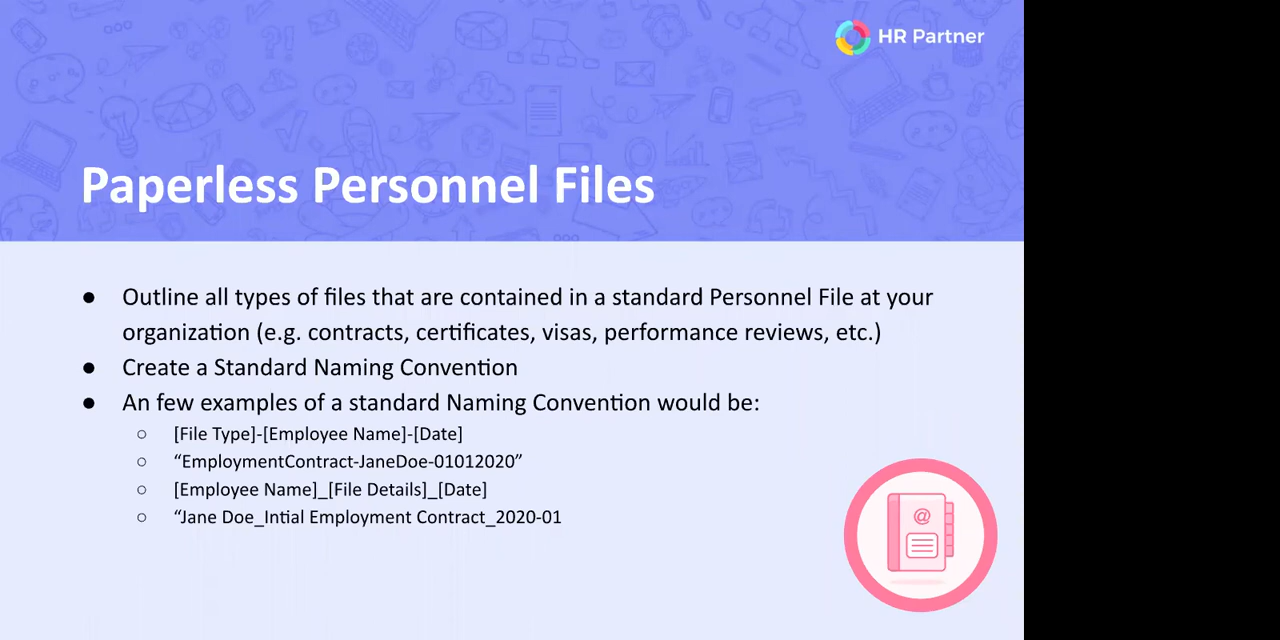 HR Partner
Paperless Personnel Files
● Outline all types of files that are contained in a standard Personnel File at your
organization (e.g. contracts, certificates, visas, performance reviews, etc.)
● Create a Standard Naming Convention
● An few examples of a standard Naming Convention would be:
○ [File Type]-[Employee Name]-[Date]
○ “EmploymentContract-JaneDoe-01012020”
○ [Employee Name]_[File Details]_[Date]
○ “Jane Doe_Intial Employment Contract_2020-01
@